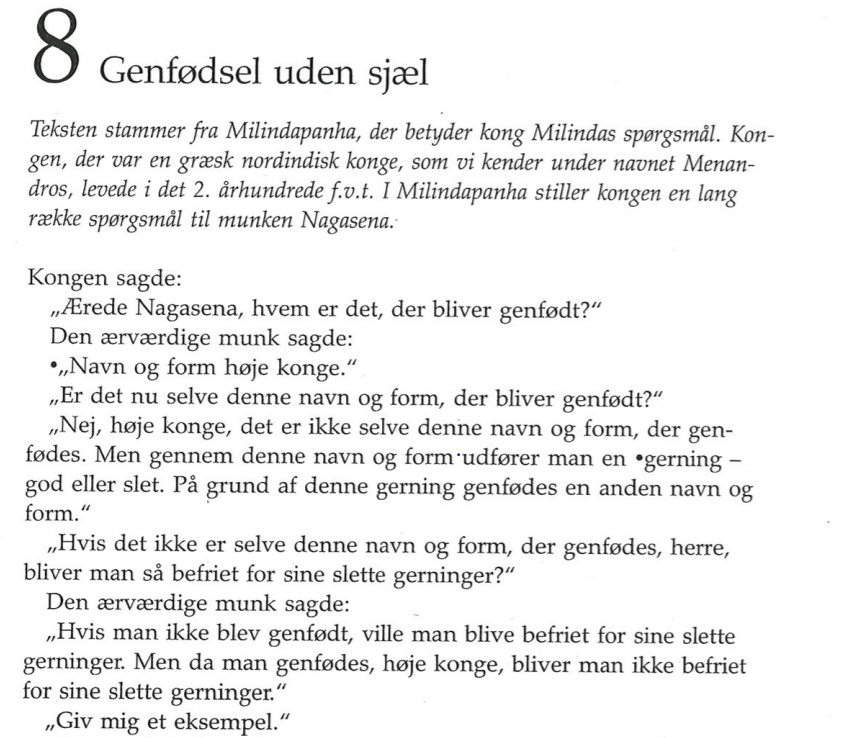 8 Genfødsel uden sjæl
Teksten stammer fra Milindapanha, der betyder kong Milindas spørgsmål. Kon-
gen, der var en græsk nordindisk konge, som vi kender under navnet Menan-
dros, levede i det 2. århundrede f.v.t. I Milindapanha stiller kongen en lang
række spørgsmål til munken Nagasena.
Kongen sagde:
„Ærede Nagasena, hvem er det, der bliver genfødt?“
Den ærværdige munk sagde:
•„Navn og form høje konge.“
„Er det nu selve denne navn og form, der bliver genfødt?“
„Nej, høje konge, det er ikke selve denne navn og form, der gen-
fødes. Men gennem denne navn og form udfører man en •gerning –
god eller slet. På grund af denne gerning genfødes en anden navn og
form.“
„Hvis det ikke er selve denne navn og form, der genfødes, herre,
bliver man så befriet for sine slette gerninger?“
Den ærværdige munk sagde:
„Hvis man ikke blev genfødt, ville man blive befriet for sine slette
gerninger. Men da man genfødes, høje konge, bliver man ikke befriet
for sine slette gerninger.“
„Giv mig et eksempel.“